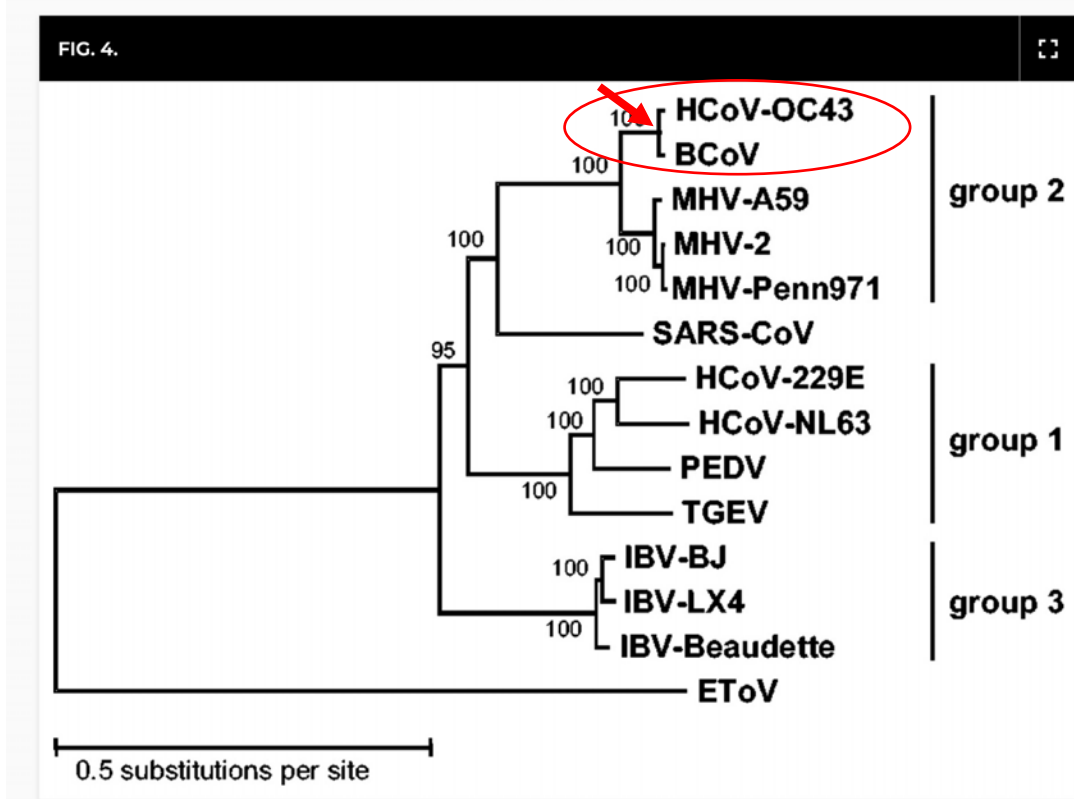 FIG. 4.
HCoV-OC43
100
BCoV
100
group 2
MHV-A59
100
MHV-2
100
MHV-Penn971
100
SARS-CoV
95
HCoV-229E
100
HCoV-NL63
100
group 1
PEDV
100
TGEV
IBV-BJ
100
IBV-LX4
group 3
100
IBV-Beaudette
EToV
0.5 substitutions per site